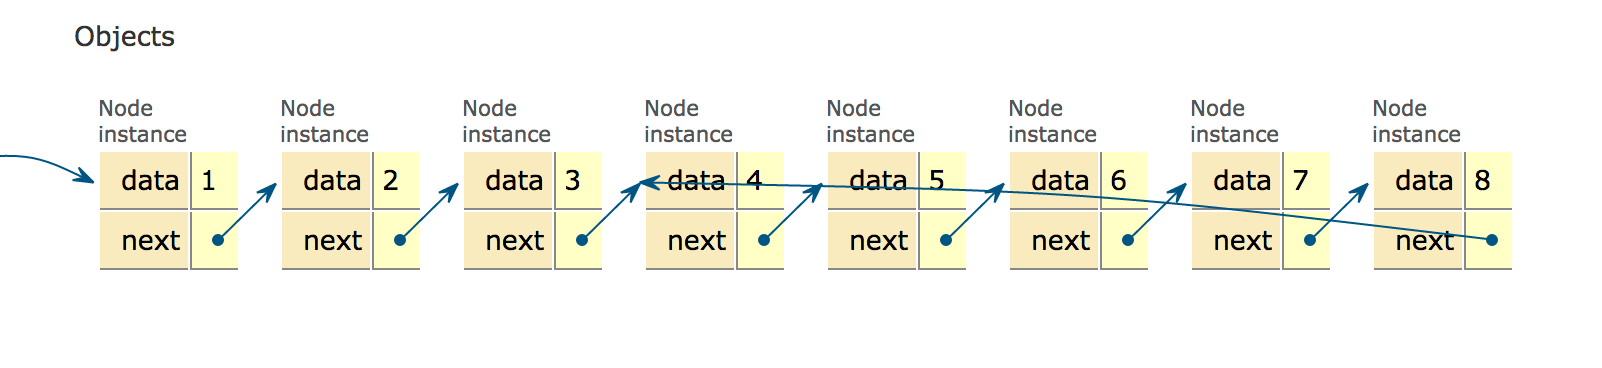 Objects
Node Node Node Node Node Node Node Node
instance instance instance instance instance instance instance instance
data 1 data 2 data 3 data 4 data 5 data 6 data 7 data 8
next next next next next next next next